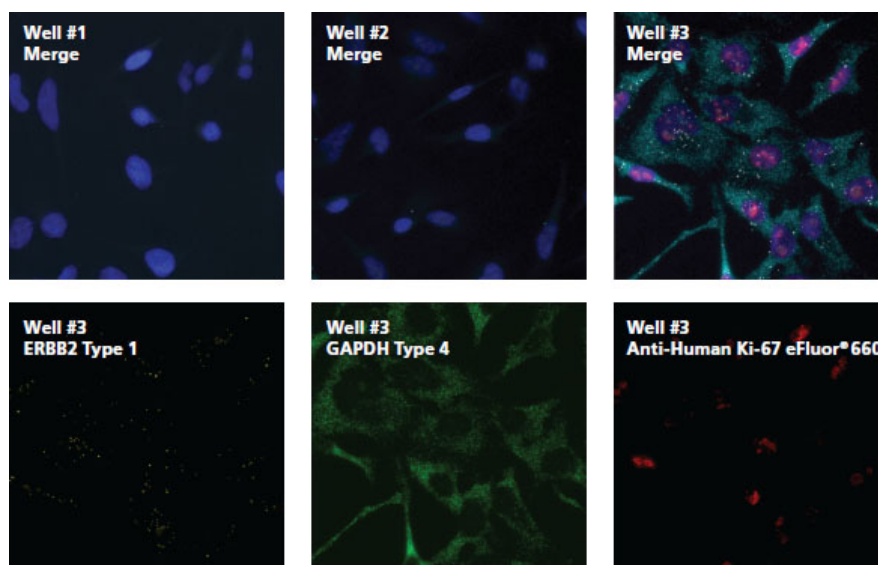 Well #1
Merge
Well #2
Merge
Well #3
Merge
Well #3
ERBB2 Type 1
Well #3
GAPDH Type 4
Well #3
Anti-Human Ki-67 eFluor® 660